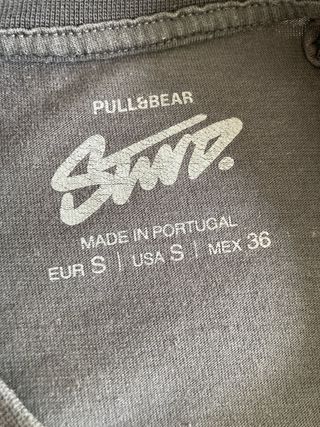 PULL&BEAR
STWD.
MADE IN PORTUGAL
EUR S | USA S | MEX 36